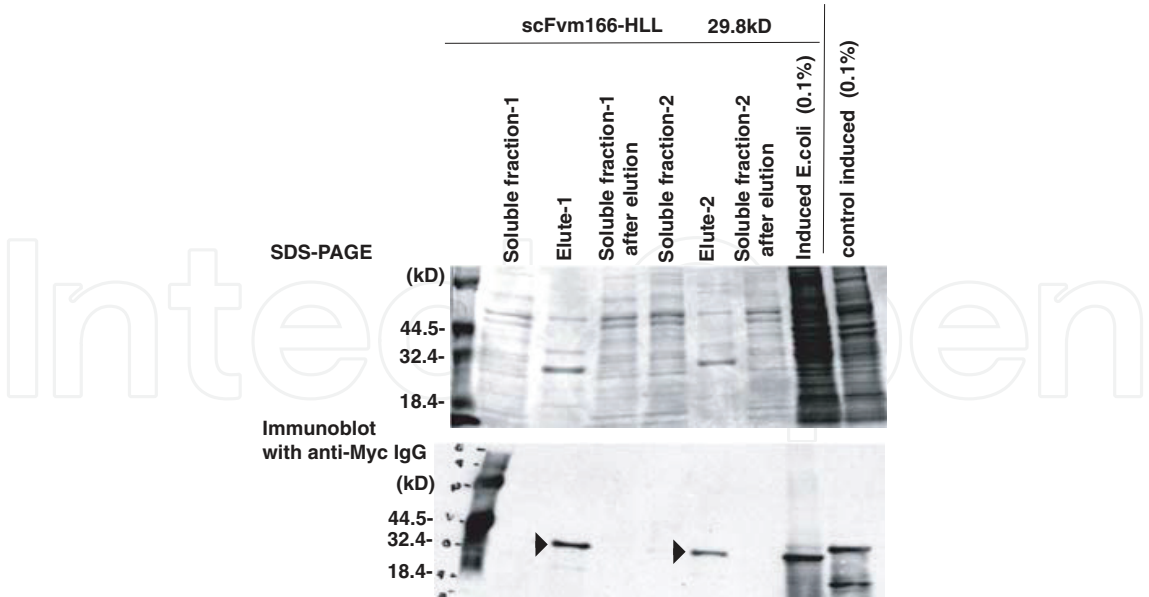 scFvm166-HLL 29.8kD
Soluble fraction-1
Elute-1
Soluble fraction-1
after elution
Soluble fraction-2
Elute-2
Soluble fraction-2
after elution
Induced E.coli (0.1%)
control induced (0.1%)
SDS-PAGE
(kD)
44.5-
32.4-
18.4-
Immunoblot
with anti-Myc IgG
(kD)
44.5-
32.4-
18.4-